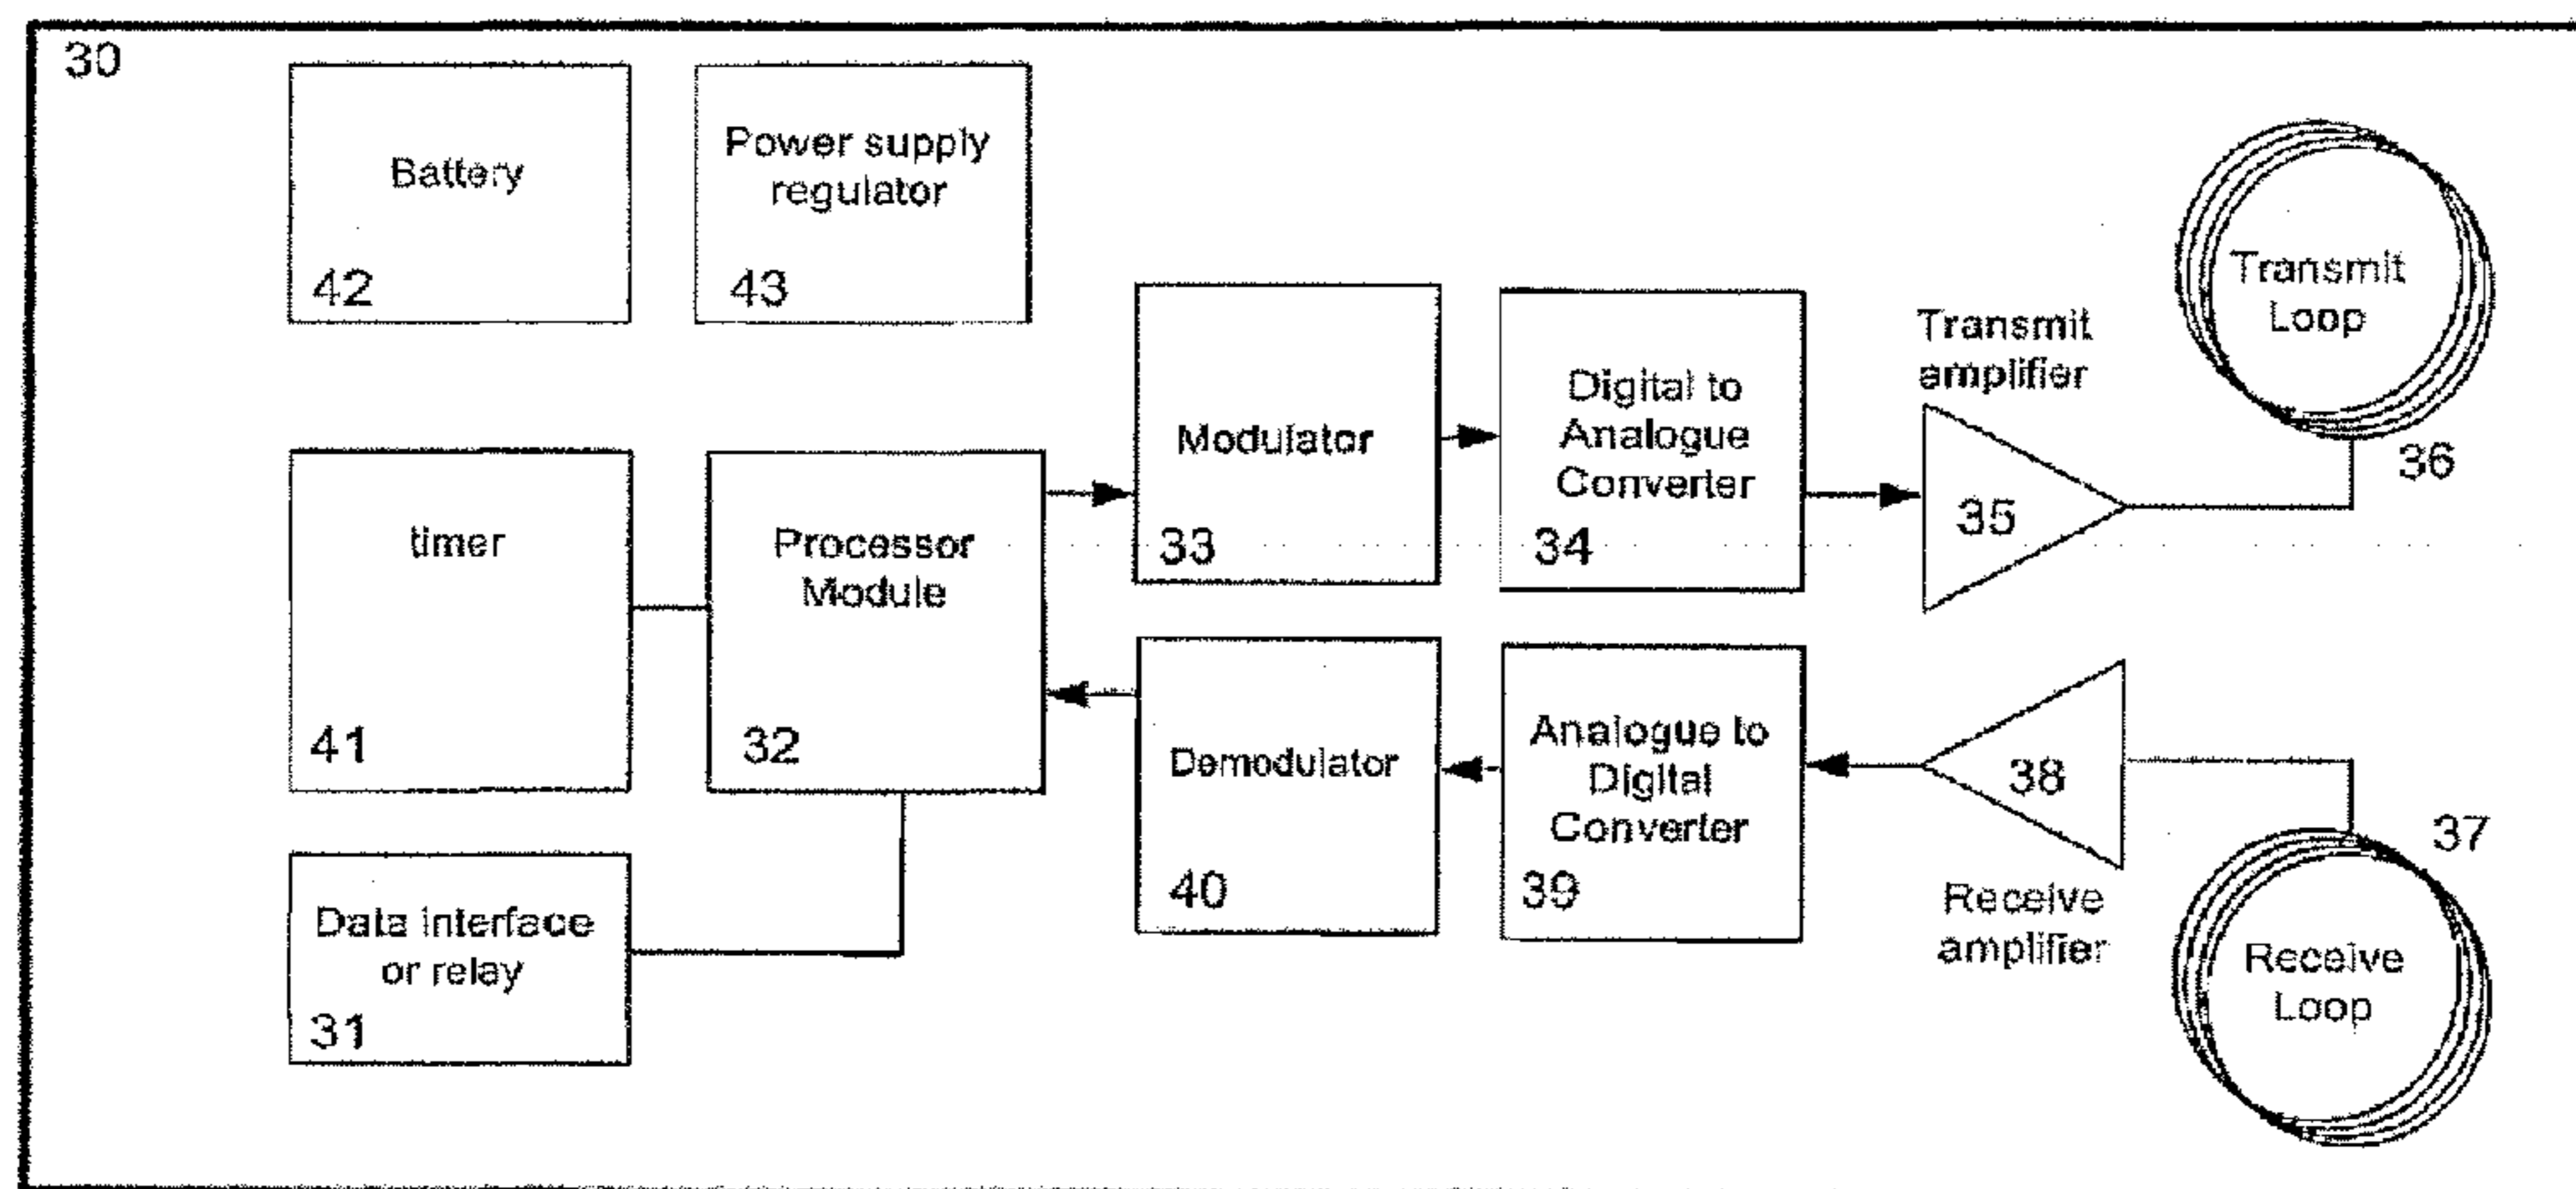 30
Battery
42
Power supply
regulator
43
Transmit
Loop
36
Transmit
amplifier
35
Digital to
Analogue
Converter
34
Modulator
33
timer
41
Processor
Module
32
Demodulator
40
Analogue to
Digital
Converter
39
38
Receive
amplifier
37
Receive
Loop
Data interface
or relay
31